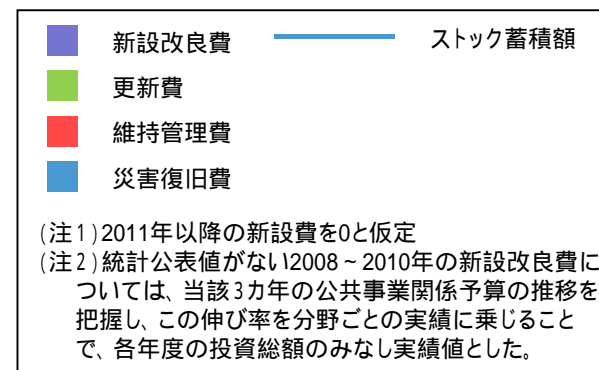 新設改良費 ストック蓄積額
更新費
維持管理費
災害復旧費
(注1)2011年以降の新設費を0と仮定
(注2)統計公表値がない2008~2010年の新設改良費に
ついては、当該3カ年の公共事業関係予算の推移を
把握し、この伸び率を分野ごとの実績に乗じること
で、各年度の投資総額のみなし実績値とした。